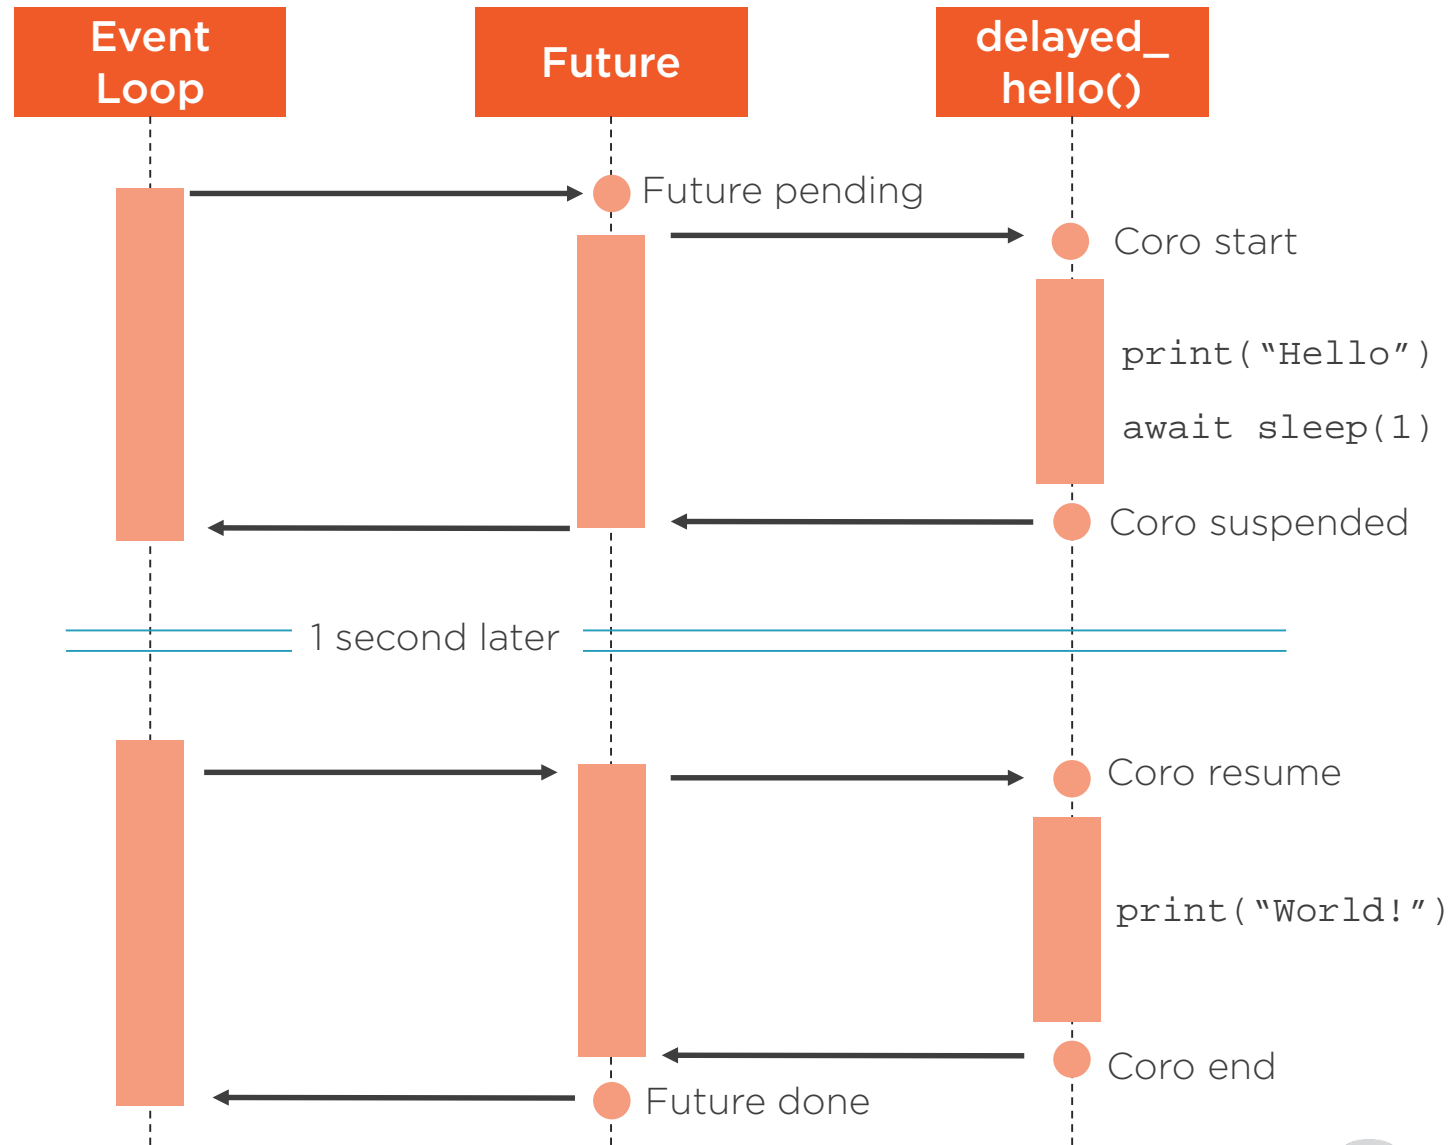 Event
Loop
Future
delayed_
hello()
Future pending
Coro start
print(“Hello”)
await sleep(1)
Coro suspended
1 second later
Coro resume
print(“World!”)
Coro end
Future done